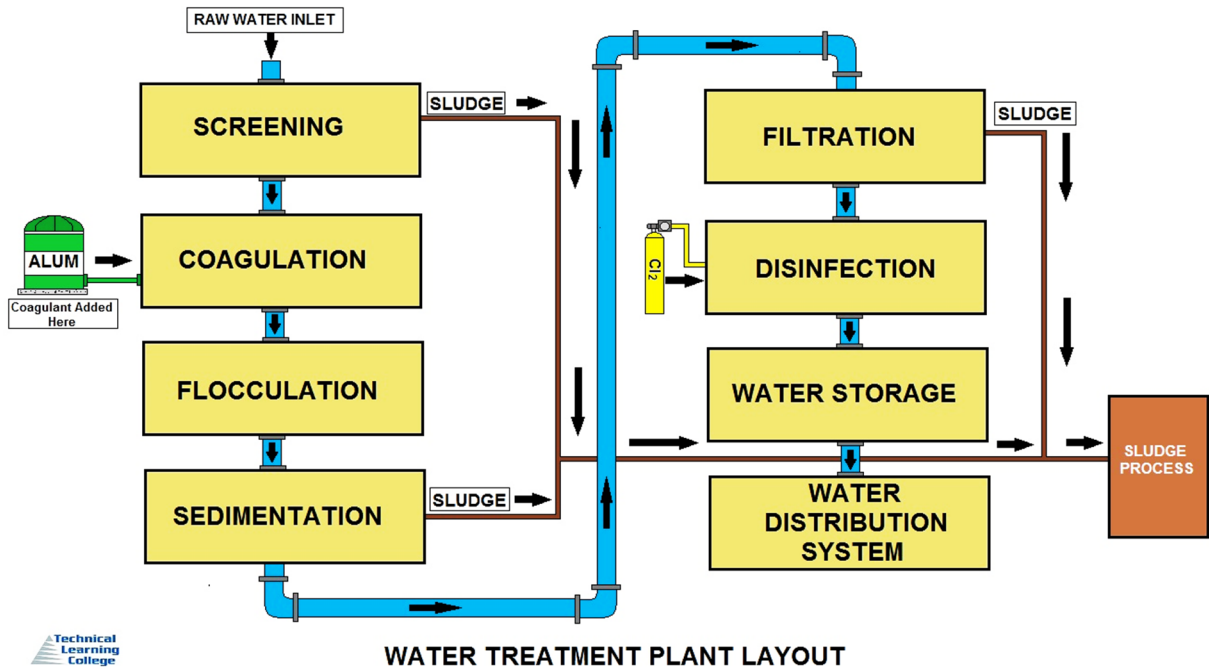 RAW WATER INLET
SCREENING
SLUDGE
COAGULATION
ALUM
Coagulant Added
Here
FLOCCULATION
SEDIMENTATION
SLUDGE
FILTRATION
SLUDGE
Cl2
DISINFECTION
WATER STORAGE
WATER
DISTRIBUTION
SYSTEM
SLUDGE
PROCESS
Technical
Learning
College
WATER TREATMENT PLANT LAYOUT